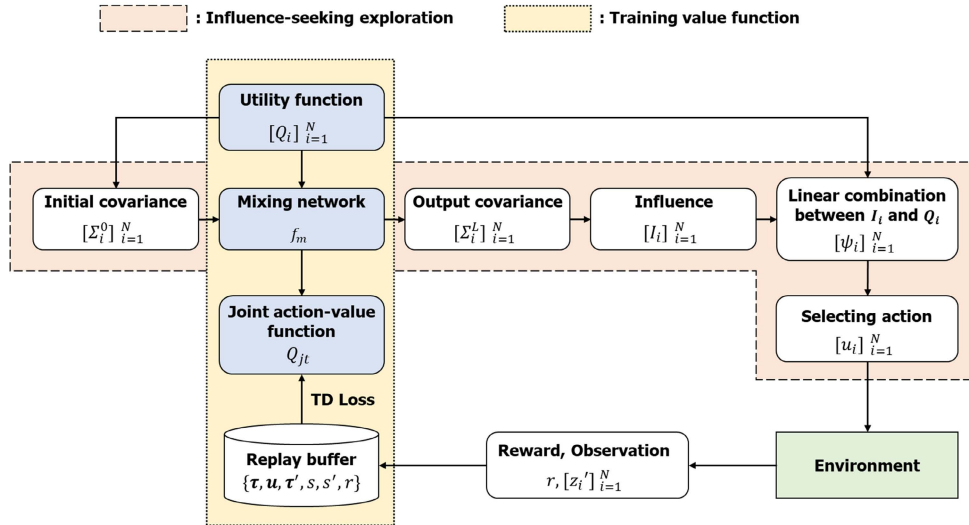 : Influence-seeking exploration
: Training value function
Utility function
[Q_i]_{i=1}^{N}
Initial covariance
[Σ_i^0]_{i=1}^{N}
Mixing network
f_m
Output covariance
[Σ_i^L]_{i=1}^{N}
Influence
[I_i]_{i=1}^{N}
Linear combination
between I_i and Q_i
[ψ_i]_{i=1}^{N}
Joint action-value
function
Q_{jt}
Selecting action
[u_i]_{i=1}^{N}
TD Loss
Replay buffer
{τ, u, τ′, s, s′, r}
Reward, Observation
r, [z_i′]_{i=1}^{N}
Environment